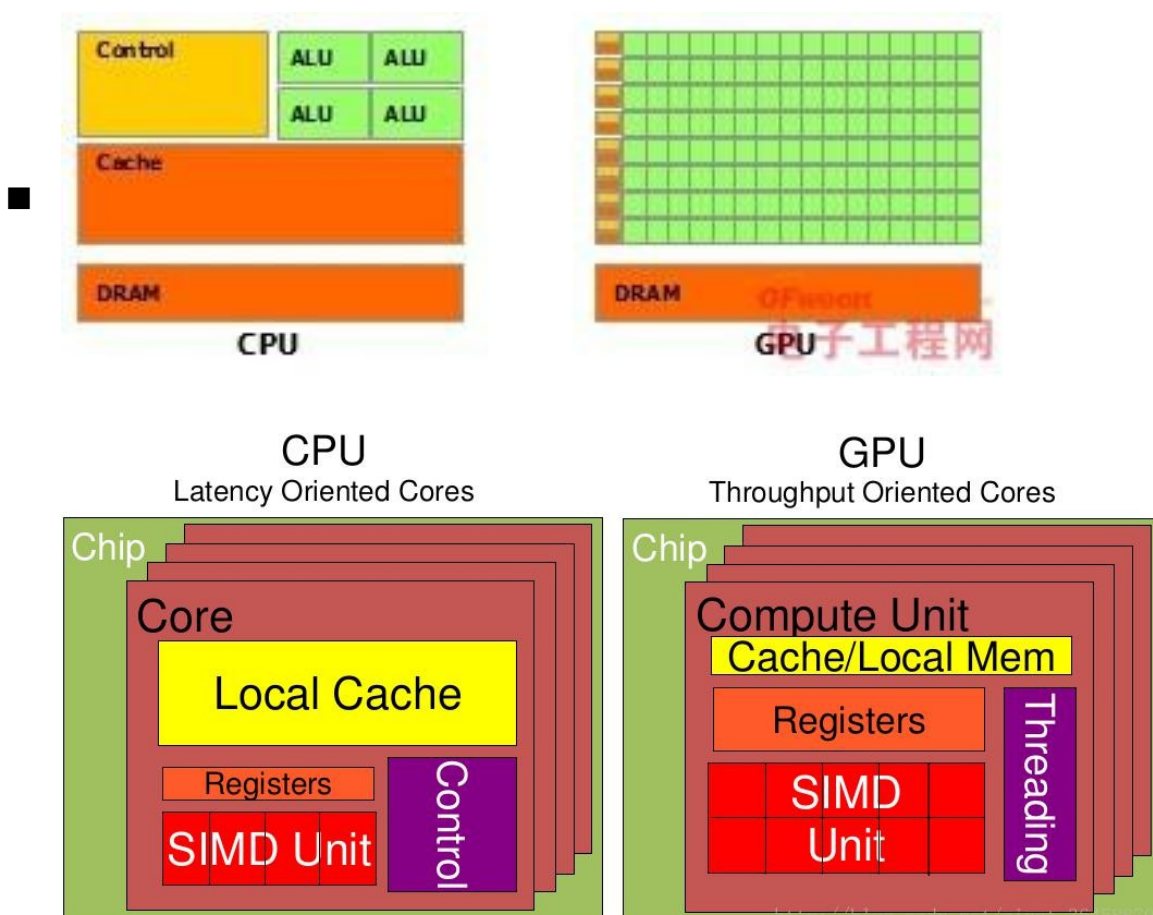 Control
ALU
ALU
ALU
ALU
Cache
DRAM
CPU
DRAM
GPU
电子工程网
CPU
Latency Oriented Cores
GPU
Throughput Oriented Cores
Chip
Core
Local Cache
Registers
SIMD Unit
Control
Chip
Compute Unit
Cache/Local Mem
Registers
SIMD
Unit
Threading